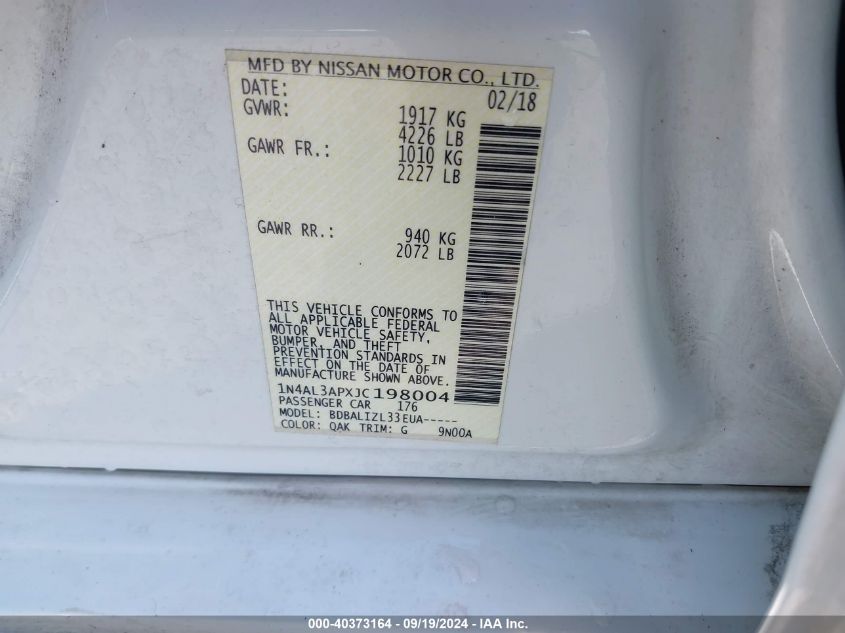 MFD BY NISSAN MOTOR CO., LTD.
DATE: 02/18
GVWR: 1917 KG
4226 LB
GAWR FR.: 1010 KG
2227 LB
GAWR RR.: 940 KG
2072 LB
THIS VEHICLE CONFORMS TO
ALL APPLICABLE FEDERAL
MOTOR VEHICLE SAFETY,
BUMPER, AND THEFT
PREVENTION STANDARDS IN
EFFECT ON THE DATE OF
MANUFACTURE SHOWN ABOVE.
1N4AL3APXJC198004
PASSENGER CAR 176
MODEL: BDBALIZL33EUA-----
COLOR: QAK TRIM: G 9N00A
000-40373164 - 09/19/2024 - IAA Inc.